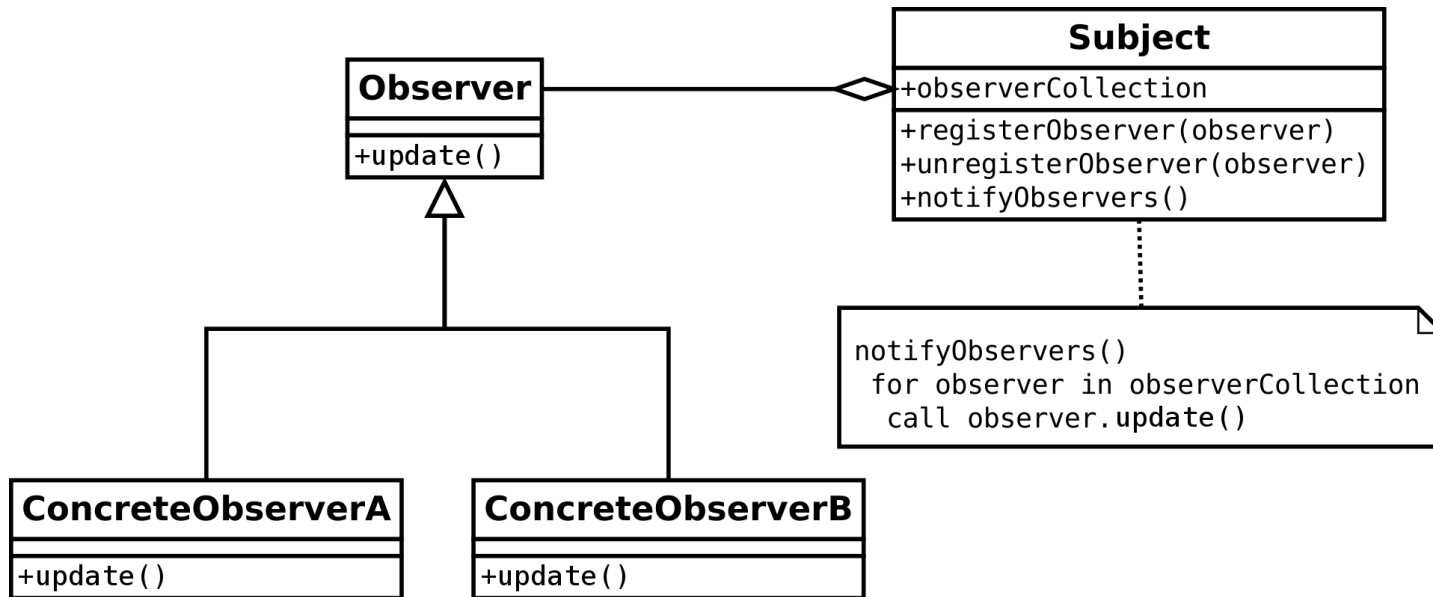 Observer
+update()
Subject
+observerCollection
+registerObserver(observer)
+unregisterObserver(observer)
+notifyObservers()
notifyObservers()
for observer in observerCollection
call observer.update()
ConcreteObserverA
+update()
ConcreteObserverB
+update()